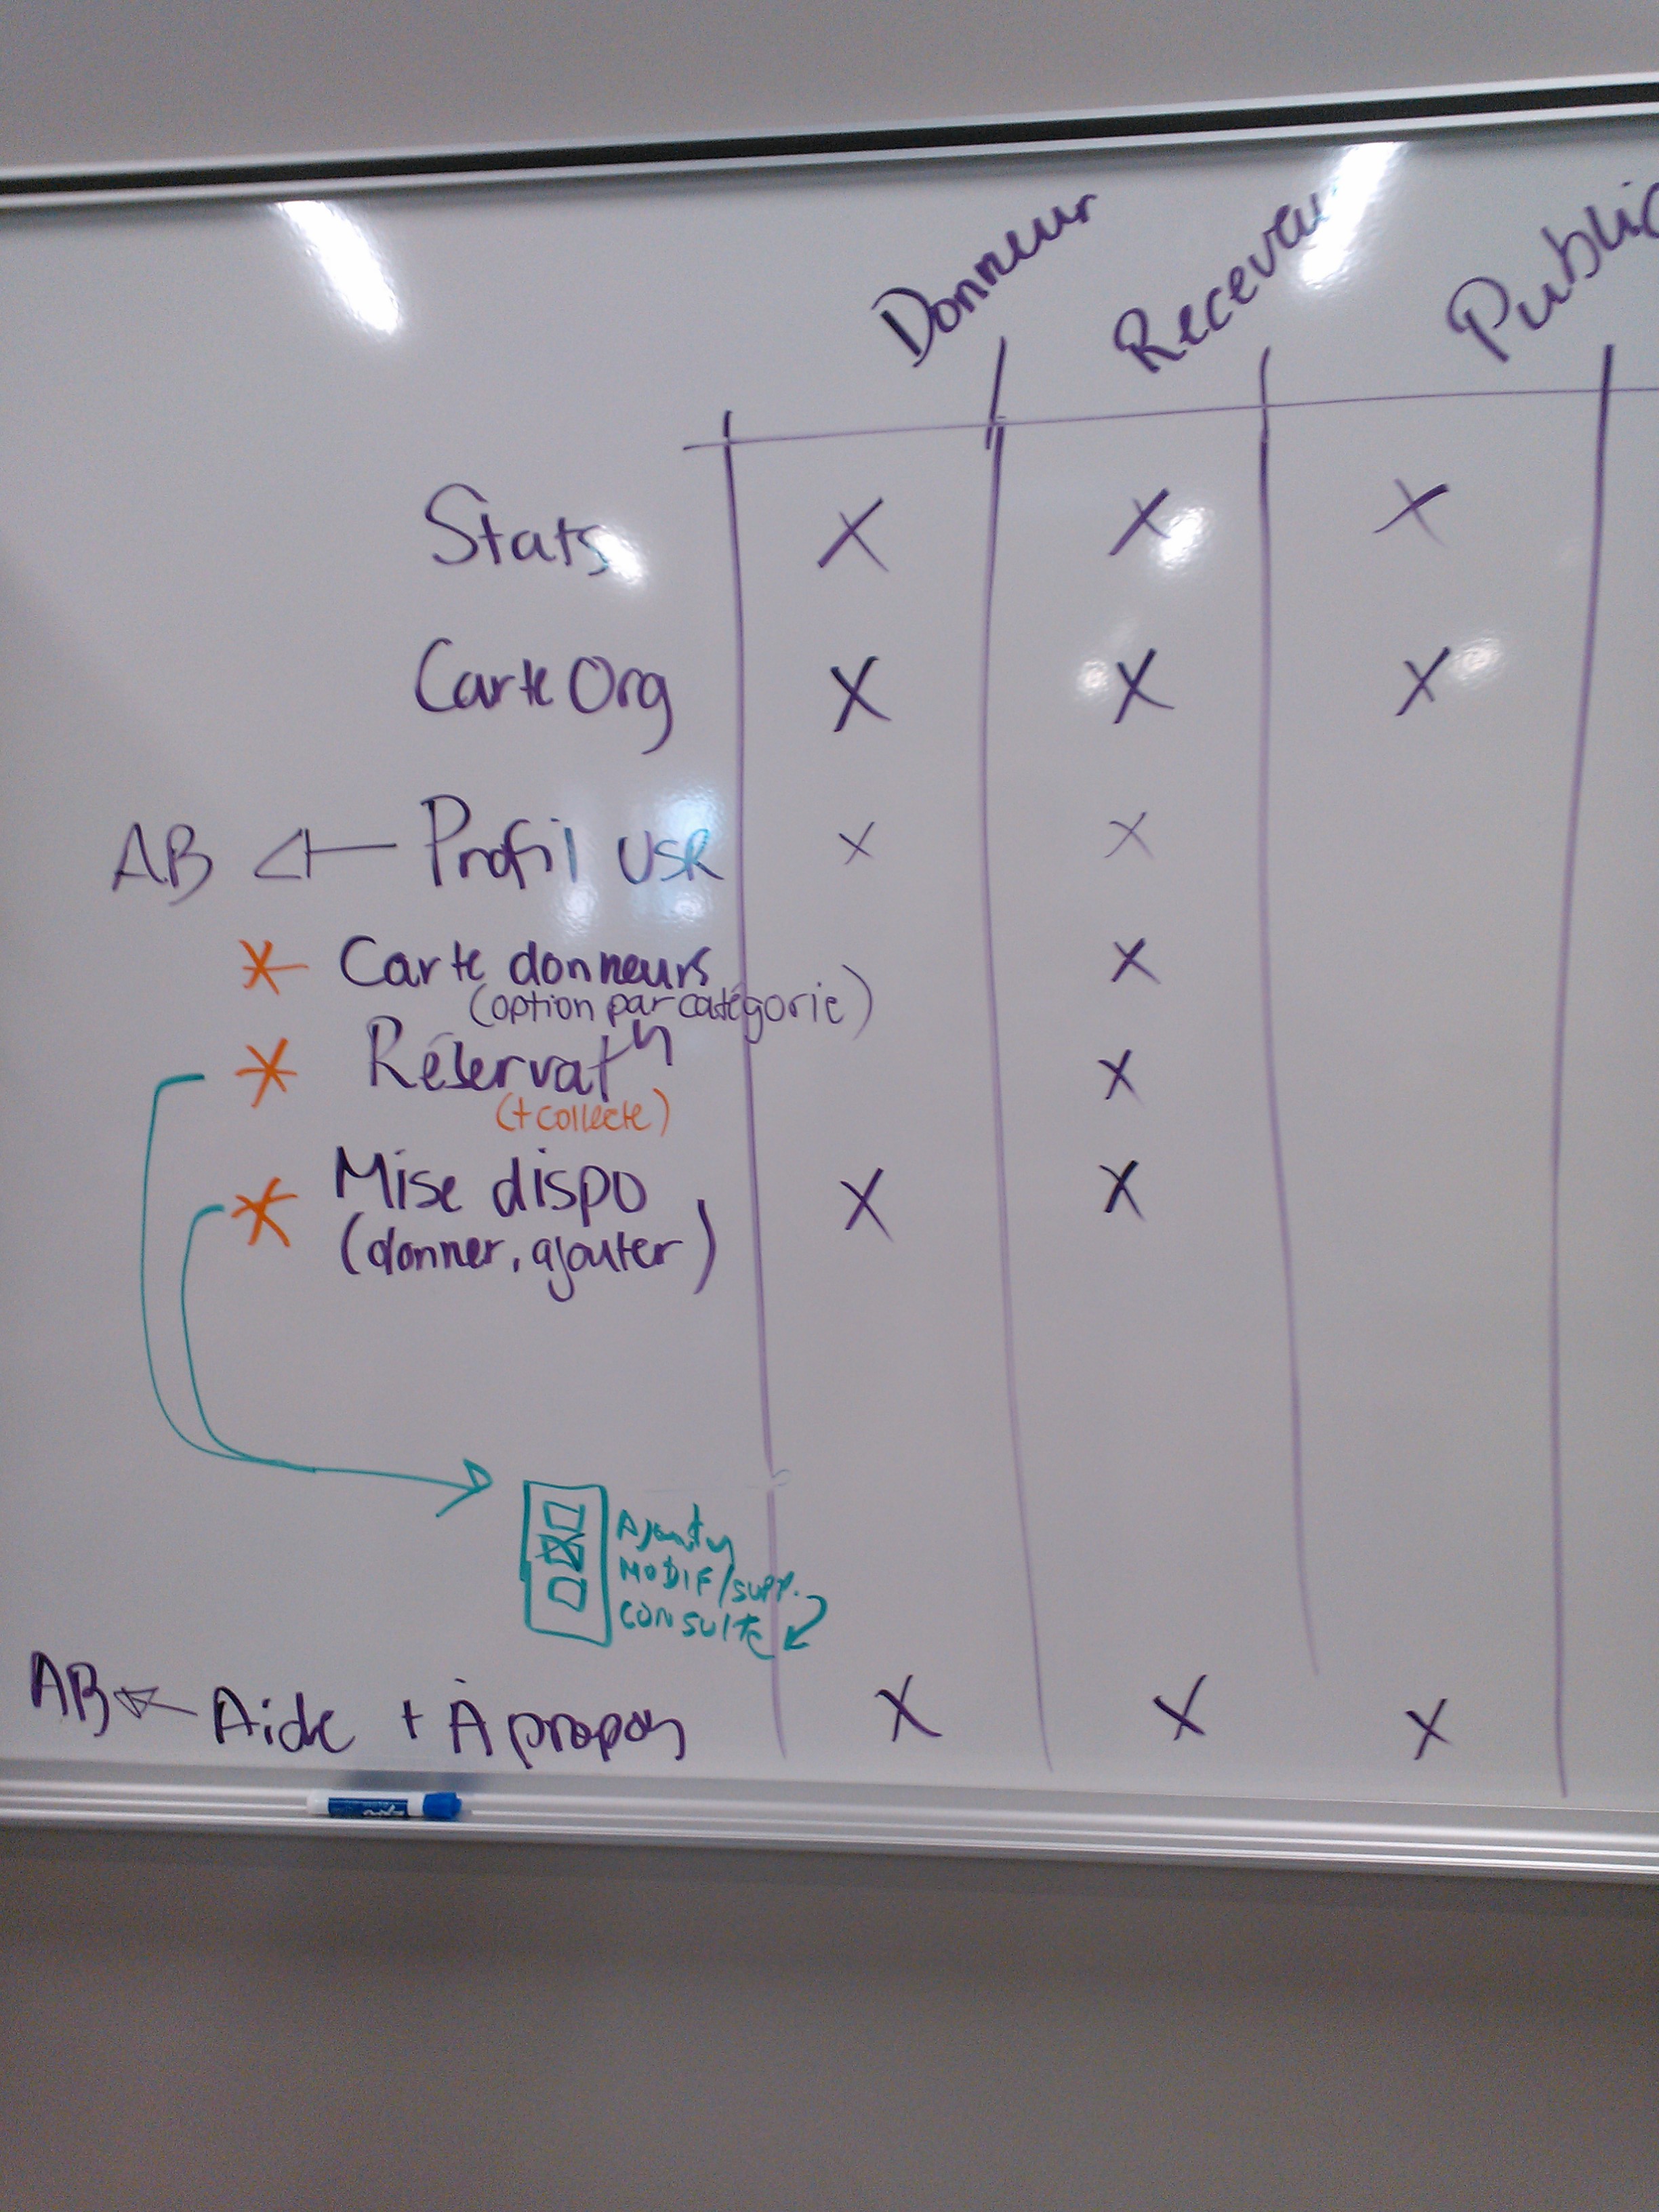 Donneur Receveur Public
Stats X X X
Carte Org X X X
AB Profil USR X X
* Carte donneurs X
(option par catégorie)
* Réservatn X
(+collecte)
* Mise dispo X X
(donner, ajouter)
MODIF/SUPP.
CONSULTE
AB Aide + À propos X X X